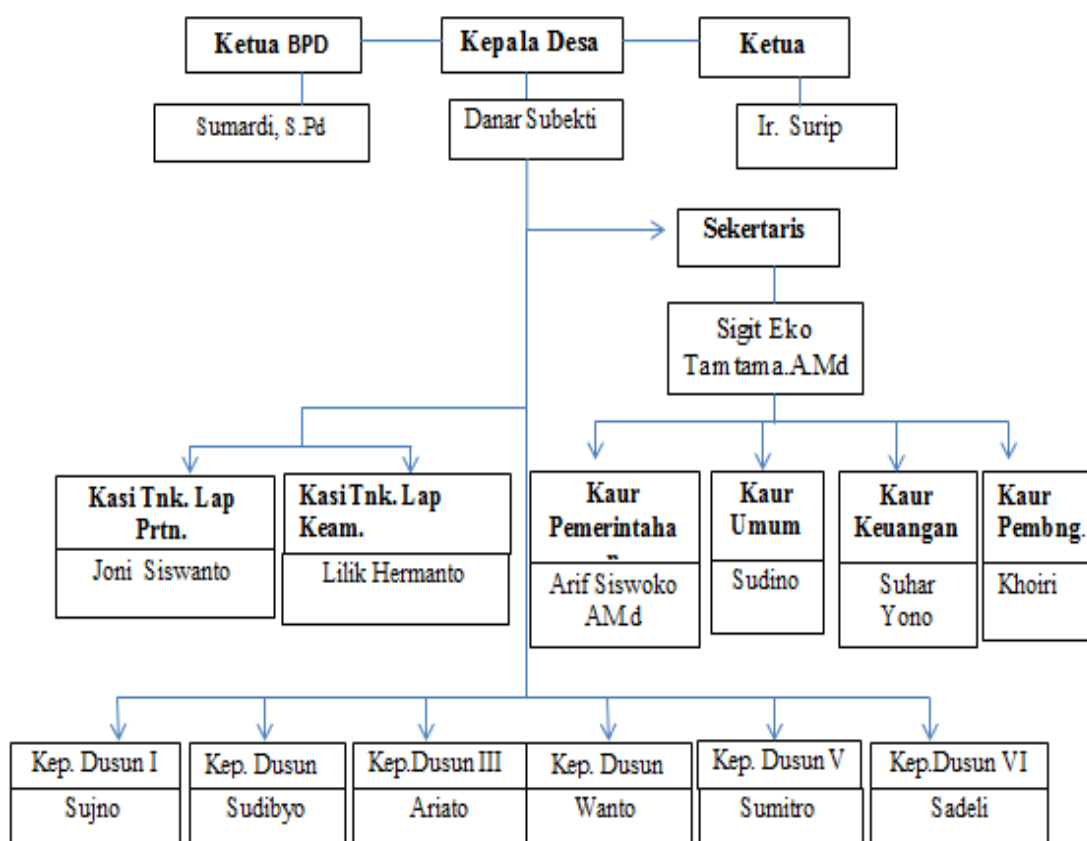 Ketua BPD
Kepala Desa
Ketua
Sumardi, S.Pd
Danar Subekti
Ir. Surip
Sekertaris
Sigit Eko
Tamtama.A.Md
Kasi Tnk. Lap
Prtn.
Joni Siswanto
Kasi Tnk. Lap
Keam.
Lilik Hermanto
Kaur
Pemerintaha
n
Arif Siswoko
AM.d
Kaur
Umum
Sudino
Kaur
Keuangan
Suhar
Yono
Kaur
Pembng.
Khoiri
Kep. Dusun I
Sujno
Kep. Dusun
Sudibyo
Kep.Dusun III
Ariato
Kep. Dusun
Wanto
Kep. Dusun V
Sumitro
Kep.Dusun VI
Sadeli